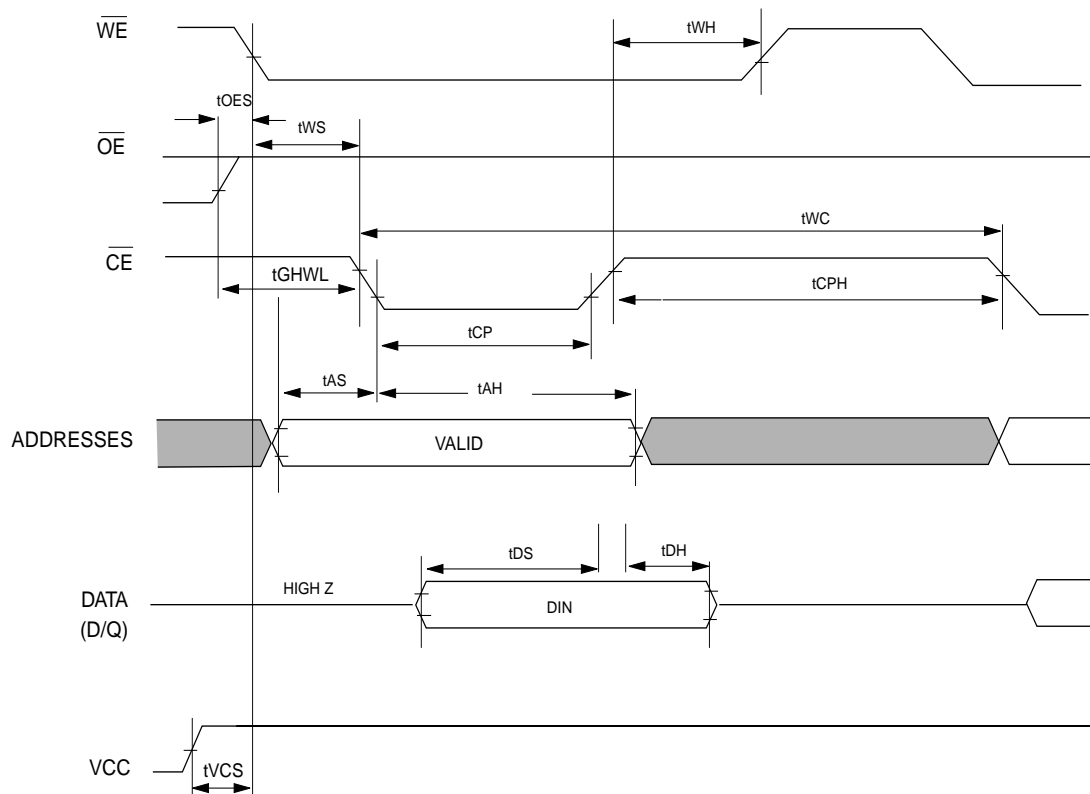 WE
tWH
tOES
tWS
OE
tWC
CE
tGHWL
tCPH
tCP
tAS
tAH
ADDRESSES
VALID
tDS
tDH
HIGH Z
DATA
(D/Q)
DIN
VCC
tVCS